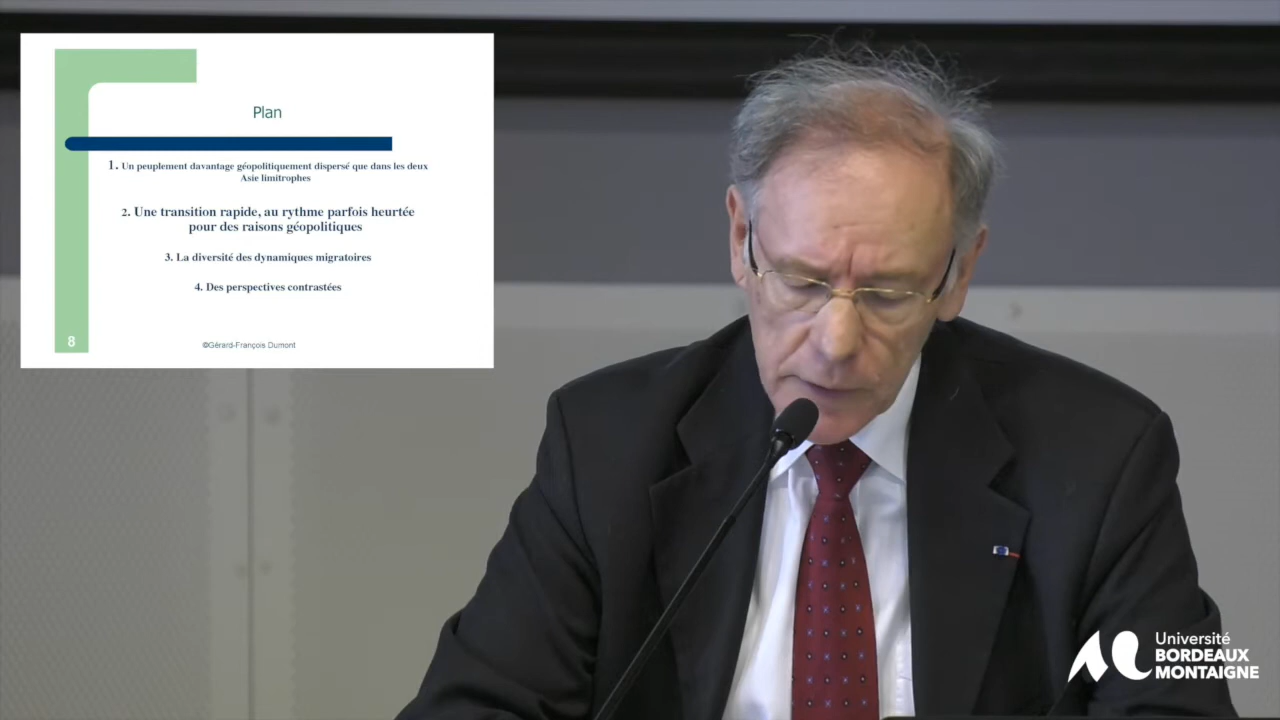 Plan
1. Un peuplement davantage géopolitiquement dispersé que dans les deux
Asie limitrophes
2. Une transition rapide, au rythme parfois heurtée
pour des raisons géopolitiques
3. La diversité des dynamiques migratoires
4. Des perspectives contrastées
8
©Gérard-François Dumont
Université
BORDEAUX
MONTAIGNE